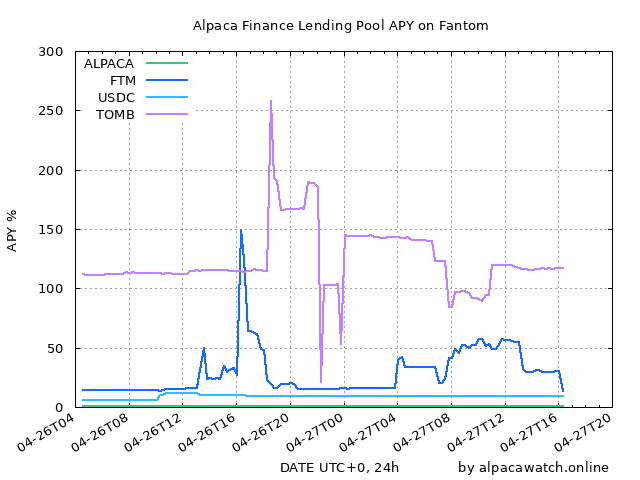 Alpaca Finance Lending Pool APY on Fantom
300
250
200
150
100
50
0
APY %
ALPACA
FTM
USDC
TOMB
04-26T04
04-26T08
04-26T12
04-26T16
04-26T20
04-27T00
04-27T04
04-27T08
04-27T12
04-27T16
04-27T20
DATE UTC+0, 24h
by alpacawatch.online